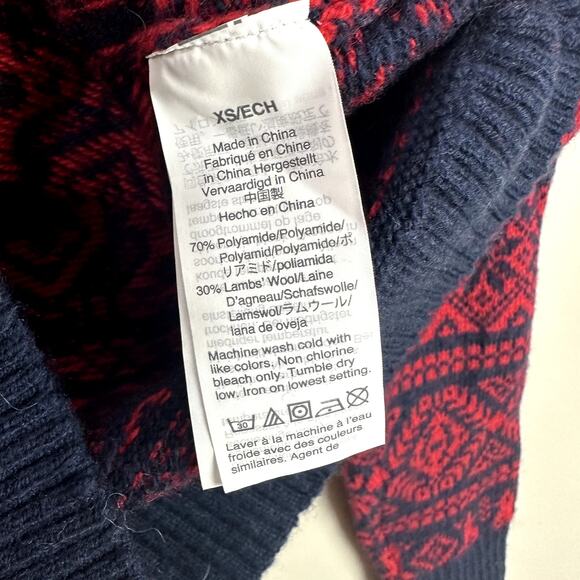 XS/ECH
Made in China
Fabriqué en Chine
in China Hergestellt
Vervaardigd in China
中国製
Hecho en China
70% Polyamide/Polyamide/
Polyamid/Polyamide/ポ
リアミド/poliamida
30% Lambs' Wool/Laine
D'agneau/Schafswolle/
Lamswol/ラムウール/
lana de oveja
Machine wash cold with
like colors. Non chlorine
bleach only. Tumble dry
low. Iron on lowest setting.
30
Laver à la machine à l'eau
froide avec des couleurs
similaires. Agent de